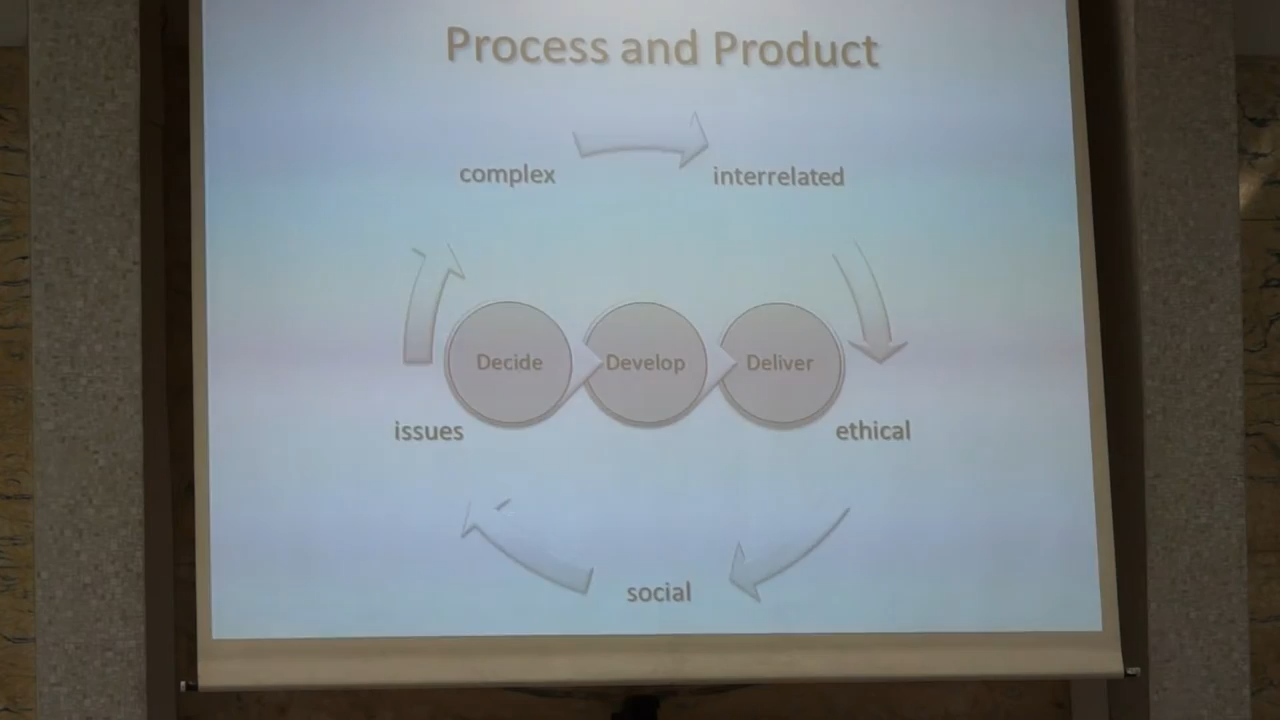 Process and Product
complex
interrelated
Decide
Develop
Deliver
issues
ethical
social